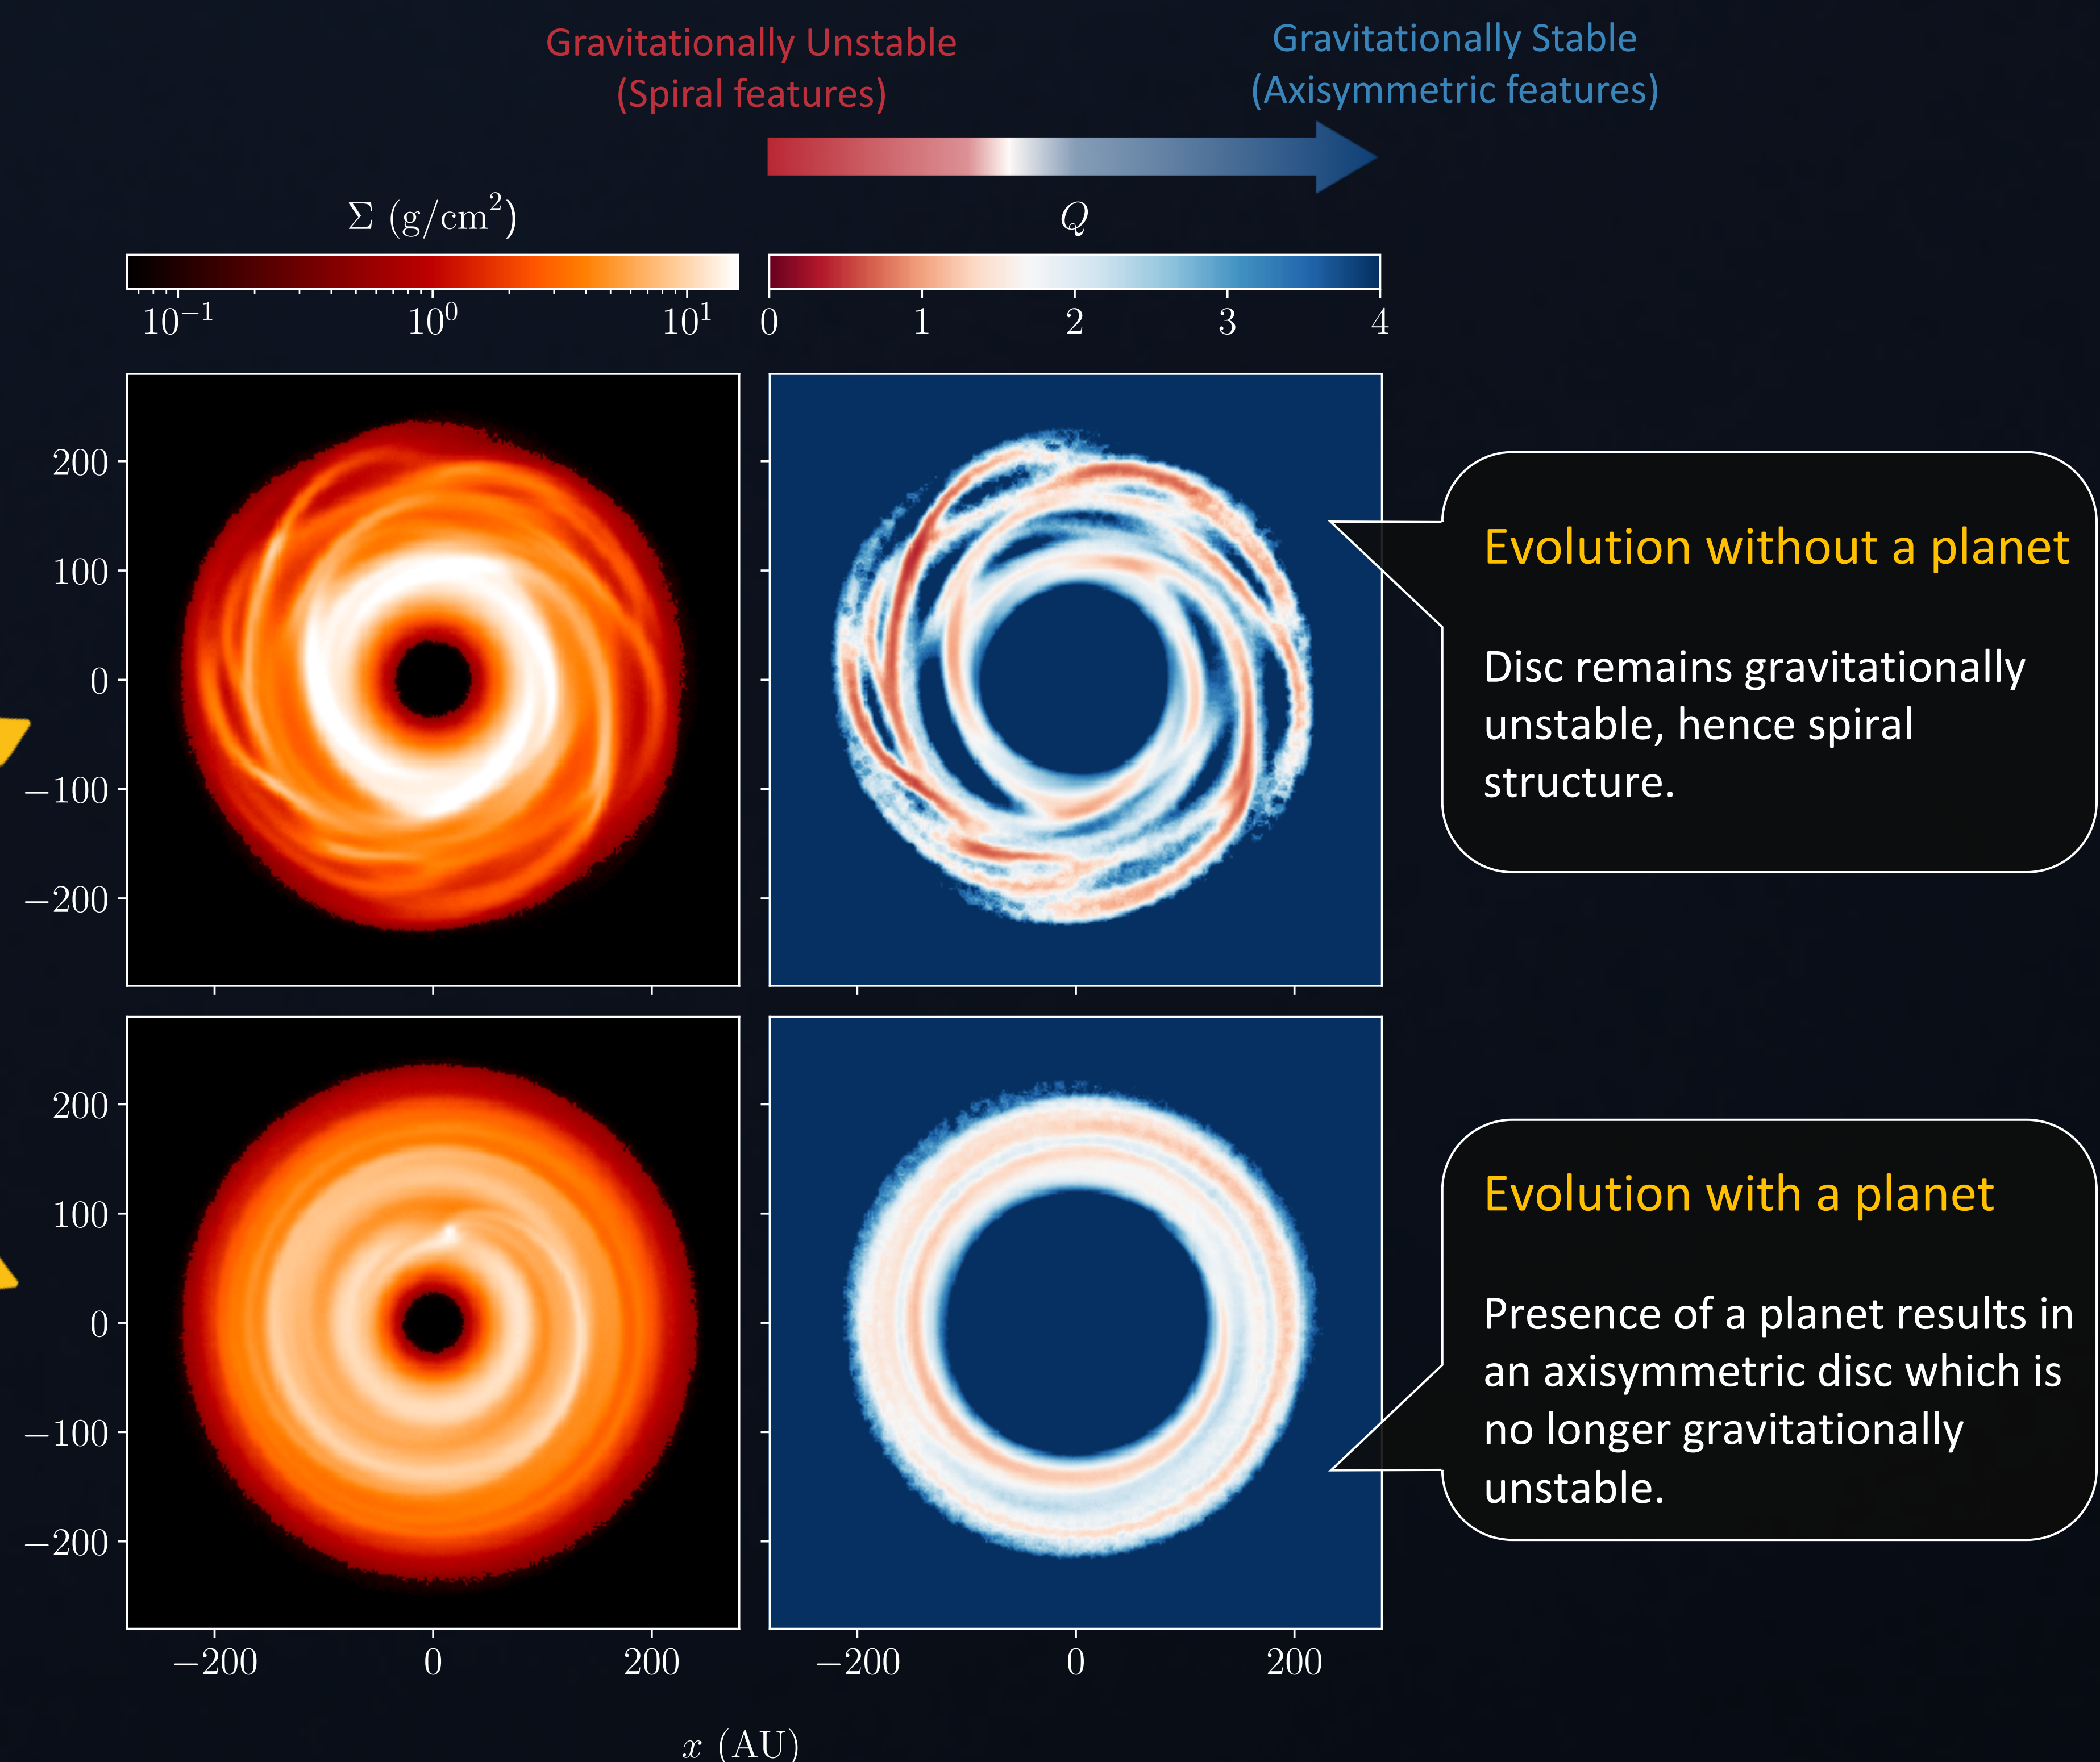 Gravitationally Unstable
(Spiral features)
Gravitationally Stable
(Axisymmetric features)
Σ (g/cm²)
Q
10⁻¹ 10⁰ 10¹
0 1 2 3 4
200
100
0
−100
−200
Evolution without a planet
Disc remains gravitationally
unstable, hence spiral
structure.
200
100
0
−100
−200
Evolution with a planet
Presence of a planet results in
an axisymmetric disc which is
no longer gravitationally
unstable.
−200 0 200
−200 0 200
x (AU)